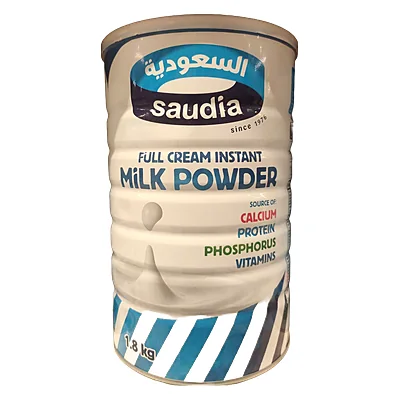 السعودية
saudia
since 1976
FULL CREAM INSTANT
MiLK POWDER
SOURCE OF
CALCIUM
PROTEIN
PHOSPHORUS
VITAMINS
1.8 kg